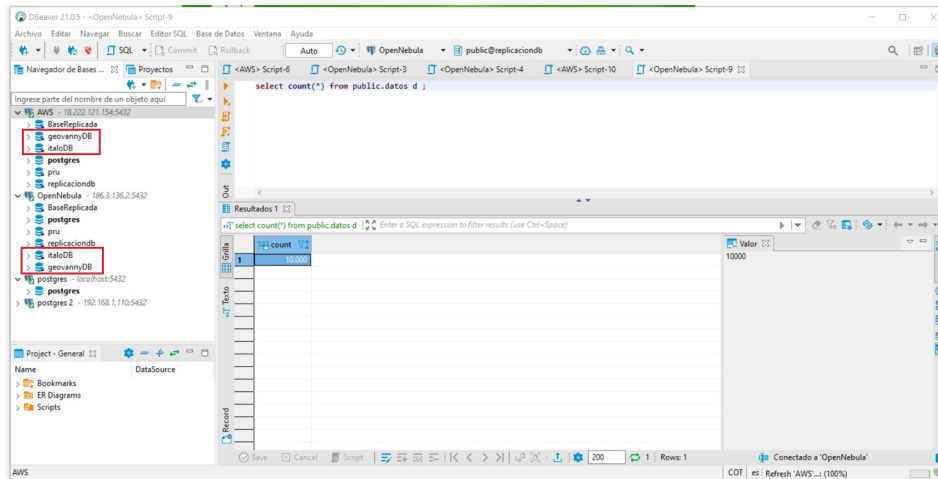 DBeaver 21.0.5 - <OpenNebula> Script-9
Archivo Editar Navegar Buscar Editor SQL Base de Datos Ventana Ayuda
SQL Commit Rollback Auto OpenNebula public@replicaciondb
Navegador de Bases ... Proyectos
<AWS> Script-6 <OpenNebula> Script-3 <OpenNebula> Script-4 <AWS> Script-10 <OpenNebula> Script-9
Ingrese parte del nombre de un objeto aquí
select count(*) from public.datos d ;
AWS - 18.222.121.154:5432
BaseReplicada
geovannyDB
italoDB
postgres
pru
replicaciondb
OpenNebula - 186.3.136.2:5432
BaseReplicada
postgres
pru
replicaciondb
italoDB
geovannyDB
postgres - localhost:5432
postgres
postgres 2 - 192.168.1.110:5432
Out
Resultados 1
select count(*) from public.datos d Enter a SQL expression to filter results (use Ctrl+Space)
Grilla
Texto
Record
123 count
1 10.000
Valor
10000
Project - General
Name DataSource
Bookmarks
ER Diagrams
Scripts
Save Cancel Script 200 1 Rows: 1
Conectado a 'OpenNebula'
AWS
COT es Refresh 'AWS'...: (100%)